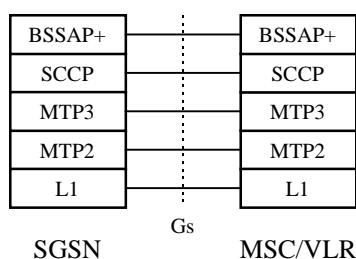 BSSAP+ BSSAP+
SCCP SCCP
MTP3 MTP3
MTP2 MTP2
L1 L1
Gs
SGSN MSC/VLR